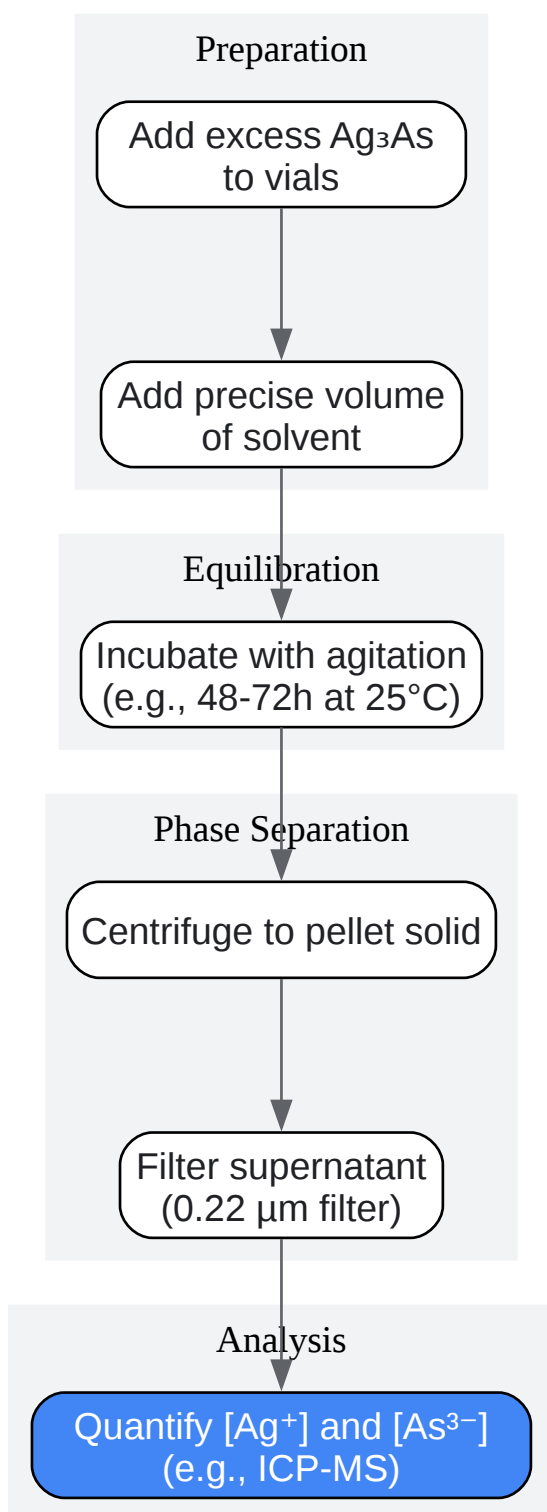 Preparation
Add excess Ag₃As
to vials
Add precise volume
of solvent
Equilibration
Incubate with agitation
(e.g., 48-72h at 25°C)
Phase Separation
Centrifuge to pellet solid
Filter supernatant
(0.22 µm filter)
Analysis
Quantify [Ag⁺] and [As³⁻]
(e.g., ICP-MS)